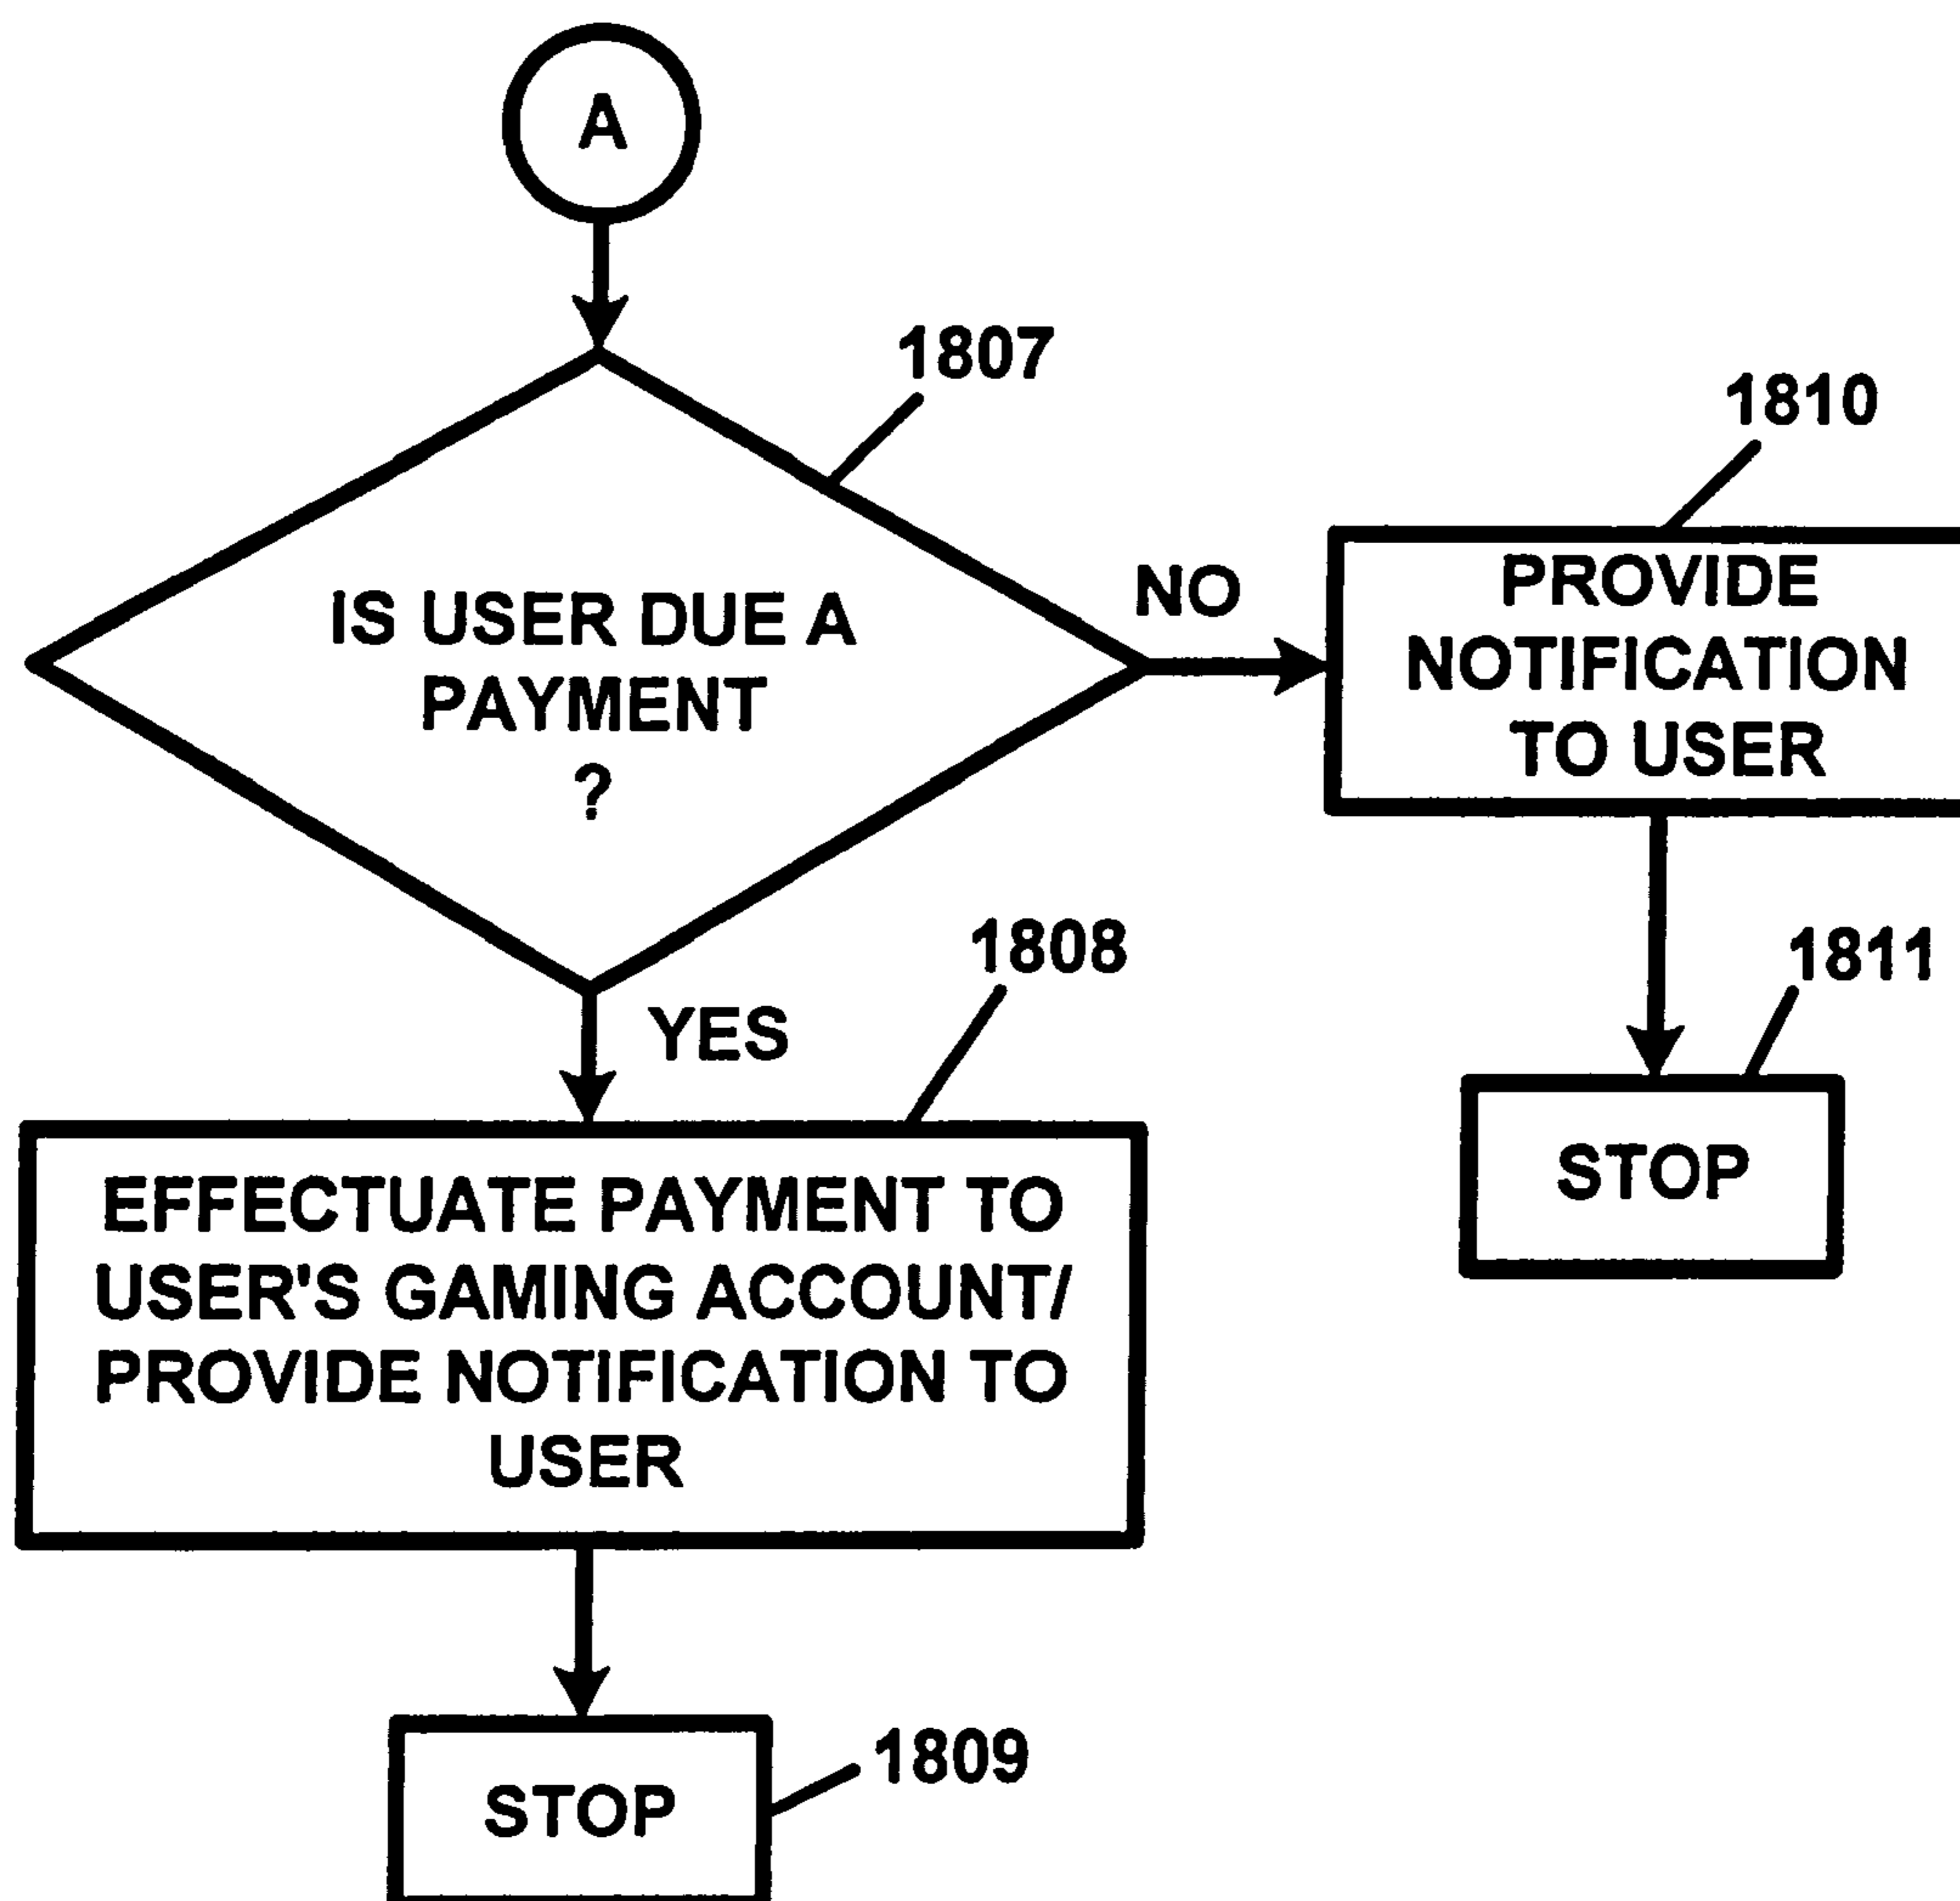 A
1807
IS USER DUE A
PAYMENT
?
NO
1810
PROVIDE
NOTIFICATION
TO USER
YES
1808
EFFECTUATE PAYMENT TO
USER'S GAMING ACCOUNT/
PROVIDE NOTIFICATION TO
USER
1811
STOP
1809
STOP